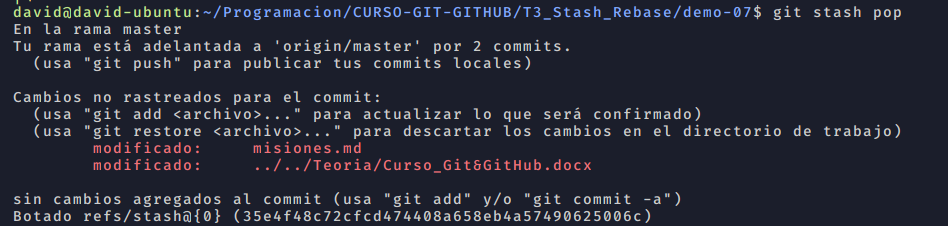 david@david-ubuntu:~/Programacion/CURSO-GIT-GITHUB/T3_Stash_Rebase/demo-07$ git stash pop
En la rama master
Tu rama está adelantada a 'origin/master' por 2 commits.
  (usa "git push" para publicar tus commits locales)

Cambios no rastreados para el commit:
  (usa "git add <archivo>..." para actualizar lo que será confirmado)
  (usa "git restore <archivo>..." para descartar los cambios en el directorio de trabajo)
        modificado:     misiones.md
        modificado:     ../../Teoria/Curso_Git&GitHub.docx

sin cambios agregados al commit (usa "git add" y/o "git commit -a")
Botado refs/stash@{0} (35e4f48c72cfcd474408a658eb4a57490625006c)